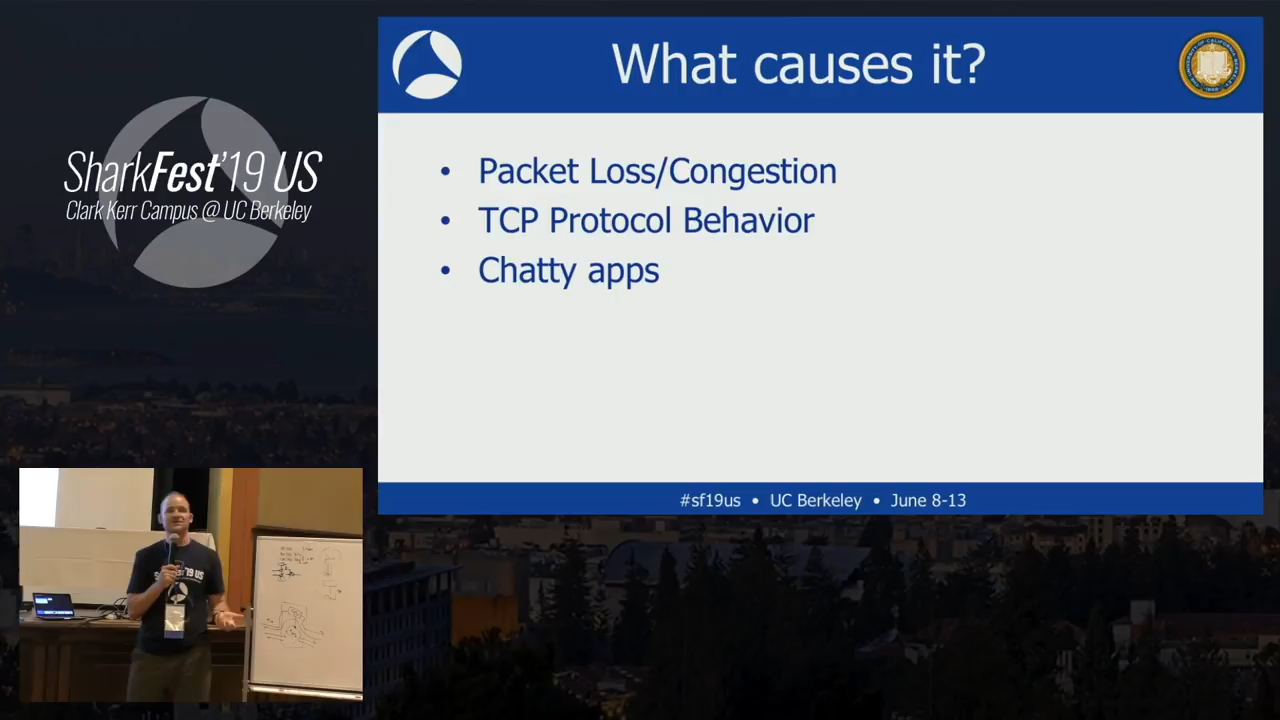 SharkFest'19 US
Clark Kerr Campus @ UC Berkeley
What causes it?
• Packet Loss/Congestion
• TCP Protocol Behavior
• Chatty apps
#sf19us • UC Berkeley • June 8-13